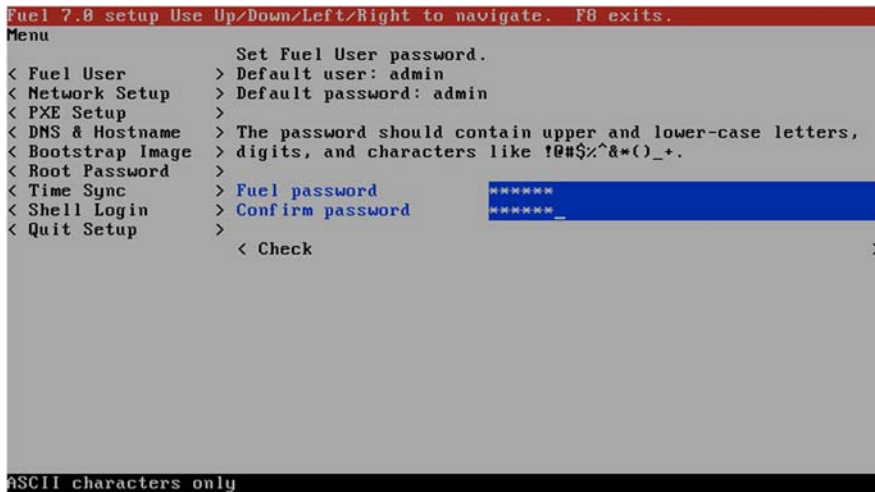 Fuel 7.0 setup Use Up/Down/Left/Right to navigate.  F8 exits.
Menu
Set Fuel User password.
< Fuel User        > Default user: admin
< Network Setup    > Default password: admin
< PXE Setup        >
< DNS & Hostname   > The password should contain upper and lower-case letters,
< Bootstrap Image  > digits, and characters like !@#$%^&*()_+.
< Root Password    >
< Time Sync        > Fuel password          ******
< Shell Login      > Confirm password       ******_
< Quit Setup       >
< Check                                        >
ASCII characters only